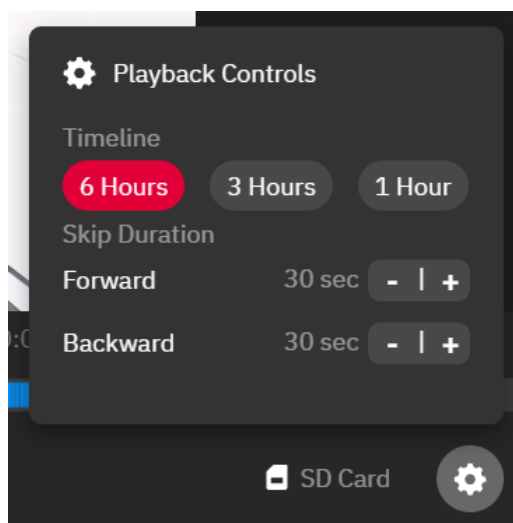 Playback Controls
Timeline
6 Hours 3 Hours 1 Hour
Skip Duration
Forward 30 sec - | +
Backward 30 sec - | +
SD Card